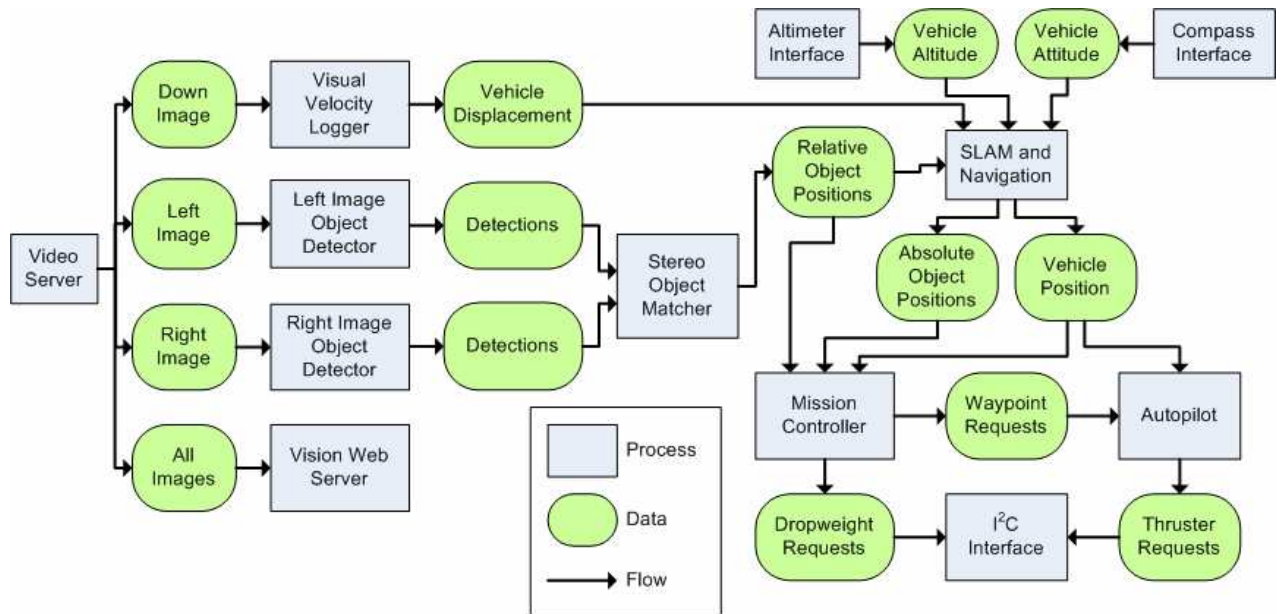 Altimeter
Interface
Vehicle
Altitude
Vehicle
Attitude
Compass
Interface
Down
Image
Visual
Velocity
Logger
Vehicle
Displacement
Relative
Object
Positions
SLAM and
Navigation
Left
Image
Left Image
Object
Detector
Detections
Video
Server
Stereo
Object
Matcher
Absolute
Object
Positions
Vehicle
Position
Right
Image
Right Image
Object
Detector
Detections
Mission
Controller
Waypoint
Requests
Autopilot
All
Images
Vision Web
Server
Dropweight
Requests
I²C
Interface
Thruster
Requests
Process
Data
Flow